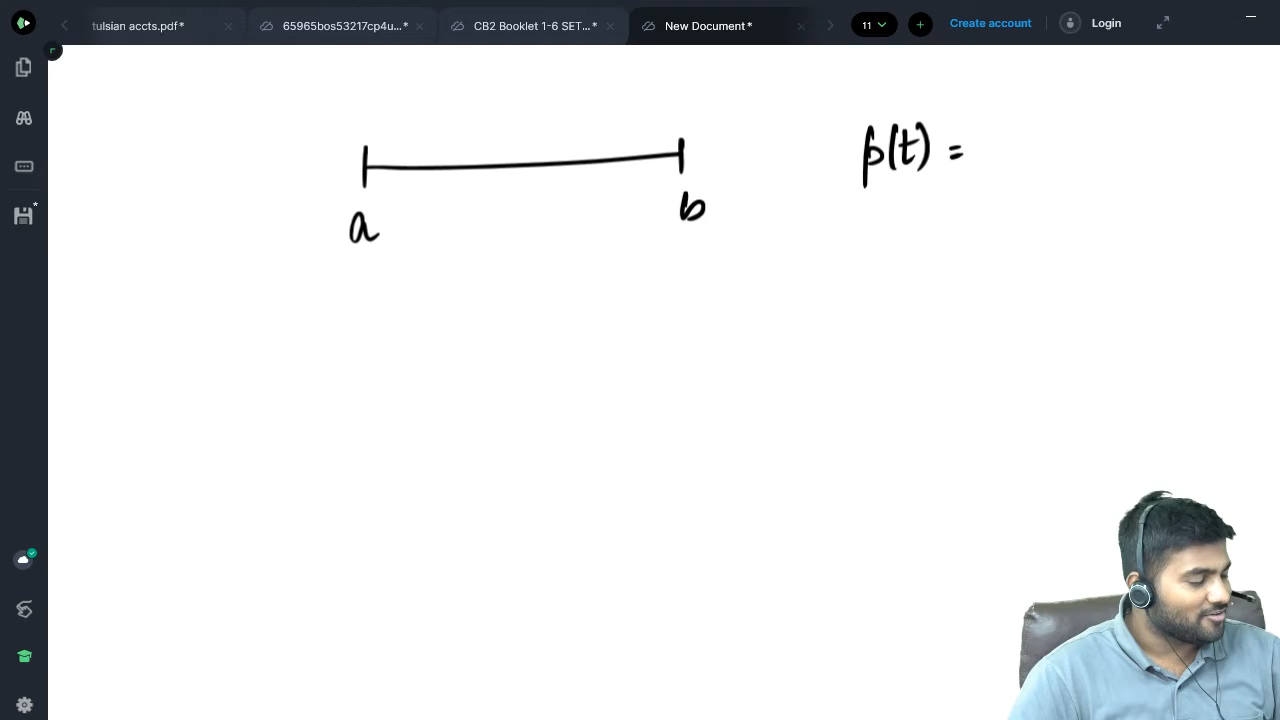 tulsian accts.pdf*
65965bos53217cp4u...*
CB2 Booklet 1-6 SET...*
New Document*
11
Create account
Login
a
b
ρ(t) =